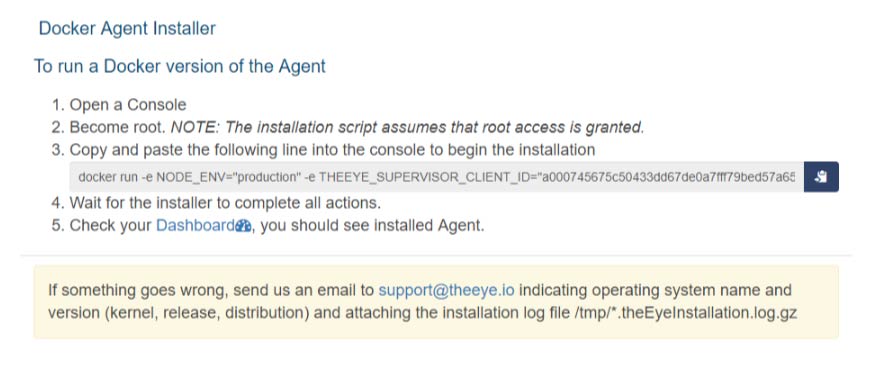 Docker Agent Installer
To run a Docker version of the Agent
1. Open a Console
2. Become root. NOTE: The installation script assumes that root access is granted.
3. Copy and paste the following line into the console to begin the installation
docker run -e NODE_ENV="production" -e THEEYE_SUPERVISOR_CLIENT_ID="a000745675c50433dd67de0a7fff79bed57a65
4. Wait for the installer to complete all actions.
5. Check your Dashboard, you should see installed Agent.
If something goes wrong, send us an email to support@theeye.io indicating operating system name and
version (kernel, release, distribution) and attaching the installation log file /tmp/*.theEyeInstallation.log.gz